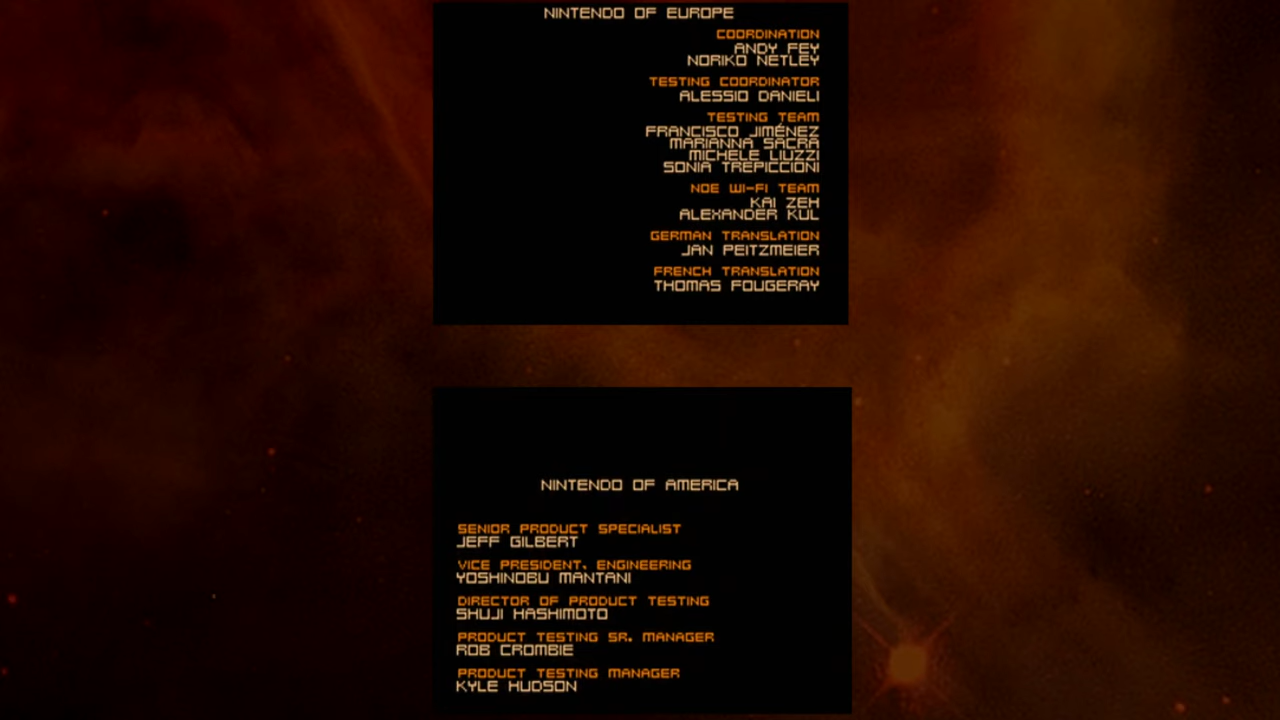 NINTENDO OF EUROPE
COORDINATION
ANDY FEY
NORIKO NETLEY
TESTING COORDINATOR
ALESSIO DANIELI
TESTING TEAM
FRANCISCO JIMÉNEZ
MARIANNA SACRA
MICHELE LIUZZI
SONIA TREPICCIONI
NOE WI-FI TEAM
KAI ZEH
ALEXANDER KUL
GERMAN TRANSLATION
JAN PEITZMEIER
FRENCH TRANSLATION
THOMAS FOUGERAY
NINTENDO OF AMERICA
SENIOR PRODUCT SPECIALIST
JEFF GILBERT
VICE PRESIDENT, ENGINEERING
YOSHINOBU MANTANI
DIRECTOR OF PRODUCT TESTING
SHUJI HASHIMOTO
PRODUCT TESTING SR. MANAGER
ROB CROMBIE
PRODUCT TESTING MANAGER
KYLE HUDSON